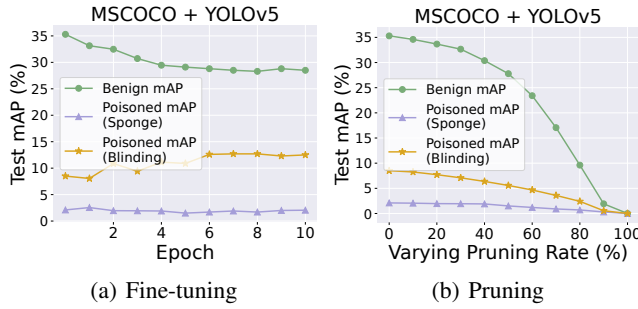 MSCOCO + YOLOv5
Test mAP (%)
35
30
25
20
15
10
5
0
Benign mAP
Poisoned mAP
(Sponge)
Poisoned mAP
(Blinding)
2 4 6 8 10
Epoch
(a) Fine-tuning
MSCOCO + YOLOv5
Test mAP (%)
35
30
25
20
15
10
5
0
Benign mAP
Poisoned mAP
(Sponge)
Poisoned mAP
(Blinding)
0 20 40 60 80 100
Varying Pruning Rate (%)
(b) Pruning